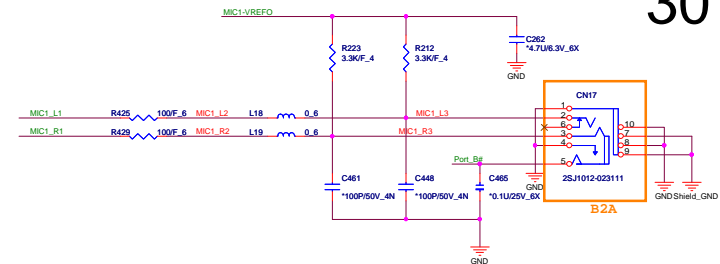 30
MIC1-VREFO
C262
*4.7U/6.3V_6X
GND
R223
3.3K/F_4
R212
3.3K/F_4
CN17
MIC1_L1 R425 100/F_6 MIC1_L2 L18 0_6 MIC1_L3
MIC1_R1 R429 100/F_6 MIC1_R2 L19 0_6 MIC1_R3
1
2
6
3
4
5
10
7
8
9
Port_B#
C461
*100P/50V_4N
C448
*100P/50V_4N
C465
*0.1U/25V_6X
GND
2SJ1012-023111
GND Shield_GND
B2A
GND